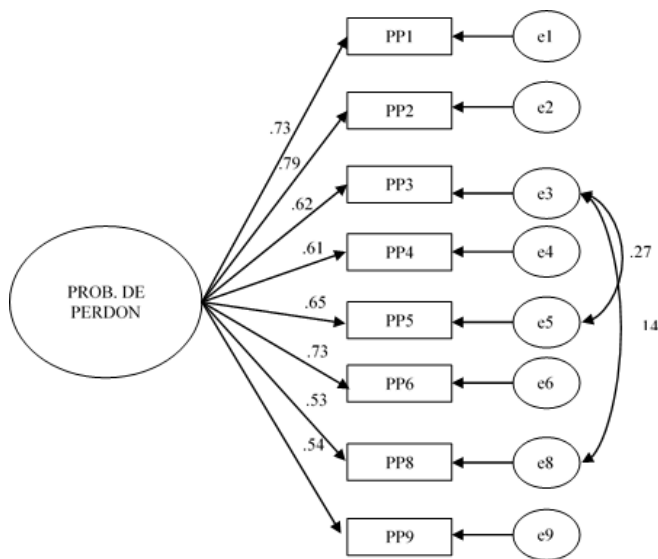 PP1
e1
PP2
e2
.73
.79
PP3
e3
.62
.61
PP4
e4
.27
PROB. DE
PERDON
.65
PP5
e5
14
.73
PP6
e6
.53
.54
PP8
e8
PP9
e9